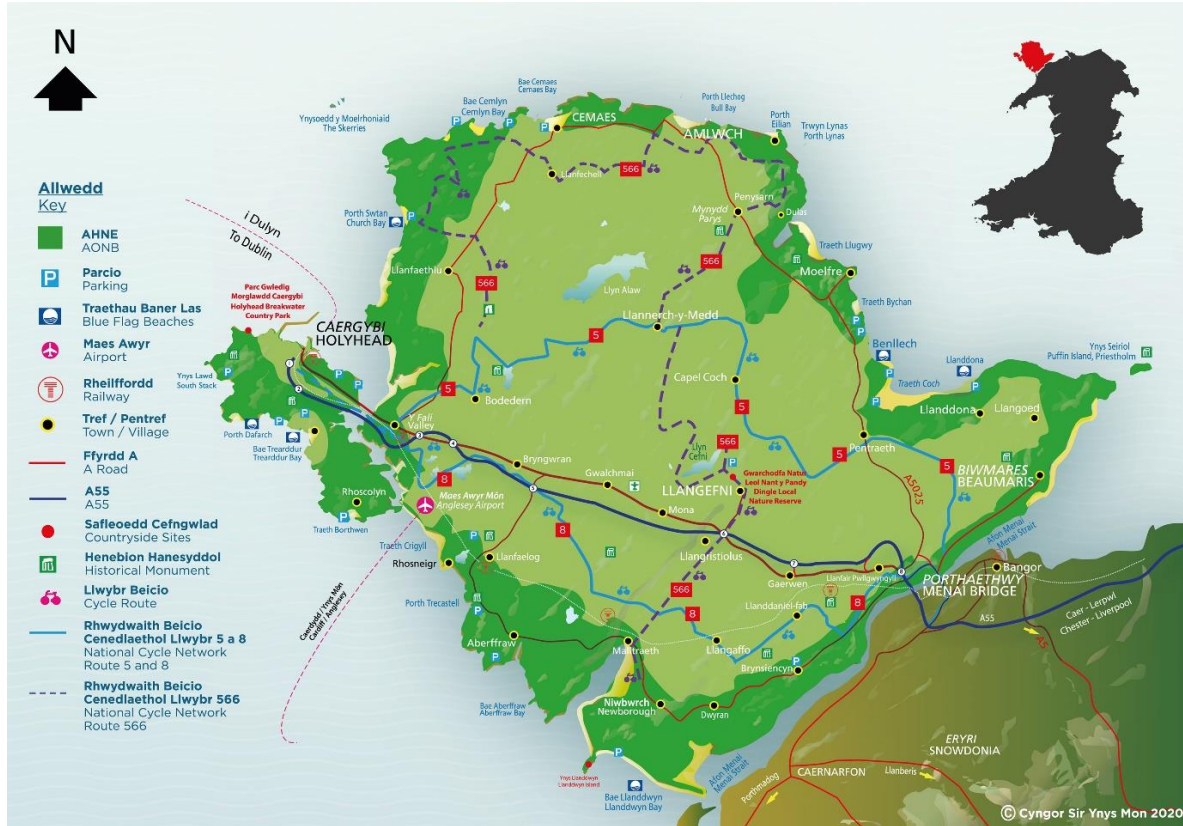 N
Allwedd
Key
AHNE
AONB
Parcio
Parking
Traethau Baner Las
Blue Flag Beaches
Maes Awyr
Airport
Rheilffordd
Railway
Tref / Pentref
Town / Village
Ffyrdd A
A Road
A55
A55
Safleoedd Cefngwlad
Countryside Sites
Henebion Hanesyddol
Historical Monument
Llwybr Beicio
Cycle Route
Rhwydwaith Beicio
Cenedlaethol Llwybr 5 a 8
National Cycle Network
Route 5 and 8
Rhwydwaith Beicio
Cenedlaethol Llwybr 566
National Cycle Network
Route 566
Ynysoedd y Moelrhoniaid
The Skerries
Bae Cemlyn
Cemlyn Bay
Bae Cemaes
Cemaes Bay
CEMAES
Porth Llechog
Bull Bay
AMLWCH
Porth
Eilian
Trwyn Lynas
Porth Lynas
Llanfechell
566
Penysarn
Mynydd
Parys
Dulas
Porth Swtan
Church Bay
i Dulyn
To Dublin
Traeth Llugwy
Moelfre
Llanfaethlu
566
566
Llyn Alaw
Traeth Bychan
Parc Gwledig
Morglawdd Caergybi
Holyhead Breakwater
Country Park
CAERGYBI
HOLYHEAD
Llannerch-y-Medd
5
Benllech
Llanddona
Ynys Seiriol
Puffin Island, Priestholm
Ynys Lawd
South Stack
Traeth Coch
Capel Coch
5
Bodedern
5
Llanddona
Llangoed
Porth Dafarch
Bae Trearddur
Trearddur Bay
Y Fali
Valley
Pentraeth
5
5
Llyn
Cefni
566
Bryngwran
Gwalchmai
Gwarchodfa Natur
Leol Nant y Pandy
Dingle Local
Nature Reserve
BIWMARES
BEAUMARIS
8
LLANGEFNI
Rhoscolyn
Maes Awyr Môn
Anglesey Airport
Mona
A5025
Traeth Borthwen
Traeth Crigyll
8
Llangristiolus
Afon Menai
Menai Strait
Llanfaelog
Rhosneigr
Gaerwen
Llanfair Pwllgwyngyll
Bangor
PORTHAETHWY
MENAI BRIDGE
566
Porth Trecastell
Caerdydd / Ynys Môn
Cardiff / Anglesey
8
Llanddaniel-fab
8
A55
Caer - Lerpwl
Chester - Liverpool
A5
Aberffraw
Malltraeth
Llangaffo
Brynsiencyn
Bae Aberffraw
Aberffraw Bay
Niwbwrch
Newborough
Dwyran
ERYRI
SNOWDONIA
Ynys Llanddwyn
Llanddwyn Island
Afon Menai
Menai Strait
CAERNARFON
Llanberis
Porthmadog
Bae Llanddwyn
Llanddwyn Bay
© Cyngor Sir Ynys Mon 2020